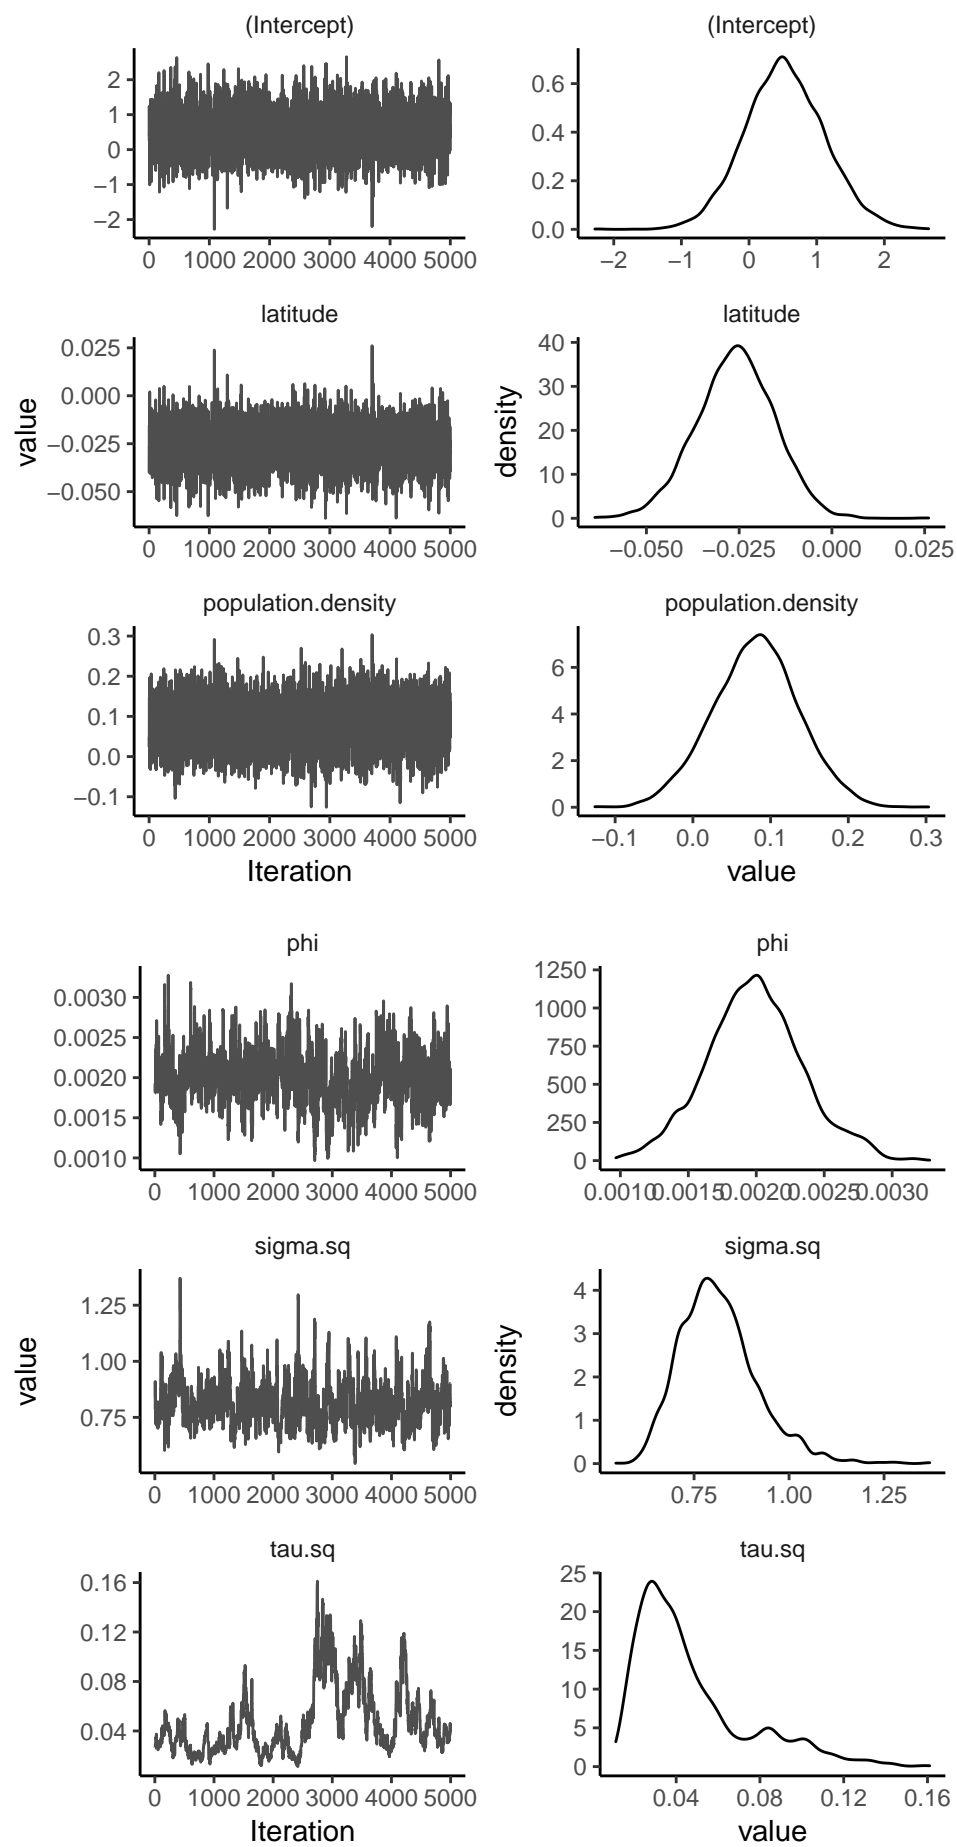 (Intercept) (Intercept)
2
1
0
−1
−2
0 1000 2000 3000 4000 5000
0.6
0.4
0.2
0.0
−2 −1 0 1 2
latitude latitude
value
0.025
0.000
−0.025
−0.050
0 1000 2000 3000 4000 5000
density
40
30
20
10
0
−0.050 −0.025 0.000 0.025
population.density population.density
0.3
0.2
0.1
0.0
−0.1
0 1000 2000 3000 4000 5000
Iteration
6
4
2
0
−0.1 0.0 0.1 0.2 0.3
value
phi phi
0.0030
0.0025
0.0020
0.0015
0.0010
0 1000 2000 3000 4000 5000
1250
1000
750
500
250
0
0.0010 0.0015 0.0020 0.0025 0.0030
sigma.sq sigma.sq
value
1.25
1.00
0.75
0 1000 2000 3000 4000 5000
density
4
3
2
1
0
0.75 1.00 1.25
tau.sq tau.sq
0.16
0.12
0.08
0.04
0 1000 2000 3000 4000 5000
Iteration
25
20
15
10
5
0
0.04 0.08 0.12 0.16
value